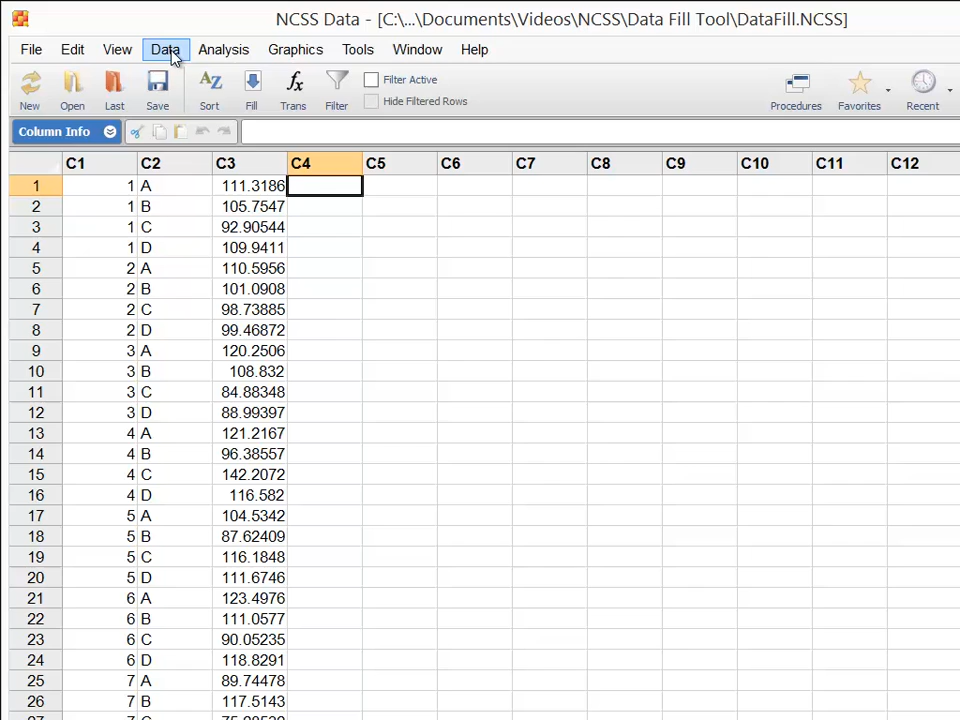 NCSS Data - [C:\...\Documents\Videos\NCSS\Data Fill Tool\DataFill.NCSS]
File Edit View Data Analysis Graphics Tools Window Help
New Open Last Save Sort Fill Trans Filter Filter Active Hide Filtered Rows Procedures Favorites Recent
Column Info
C1 C2 C3 C4 C5 C6 C7 C8 C9 C10 C11 C12
1 1 A 111.3186
2 1 B 105.7547
3 1 C 92.90544
4 1 D 109.9411
5 2 A 110.5956
6 2 B 101.0908
7 2 C 98.73885
8 2 D 99.46872
9 3 A 120.2506
10 3 B 108.832
11 3 C 84.88348
12 3 D 88.99397
13 4 A 121.2167
14 4 B 96.38557
15 4 C 142.2072
16 4 D 116.582
17 5 A 104.5342
18 5 B 87.62409
19 5 C 116.1848
20 5 D 111.6746
21 6 A 123.4976
22 6 B 111.0577
23 6 C 90.05235
24 6 D 118.8291
25 7 A 89.74478
26 7 B 117.5143